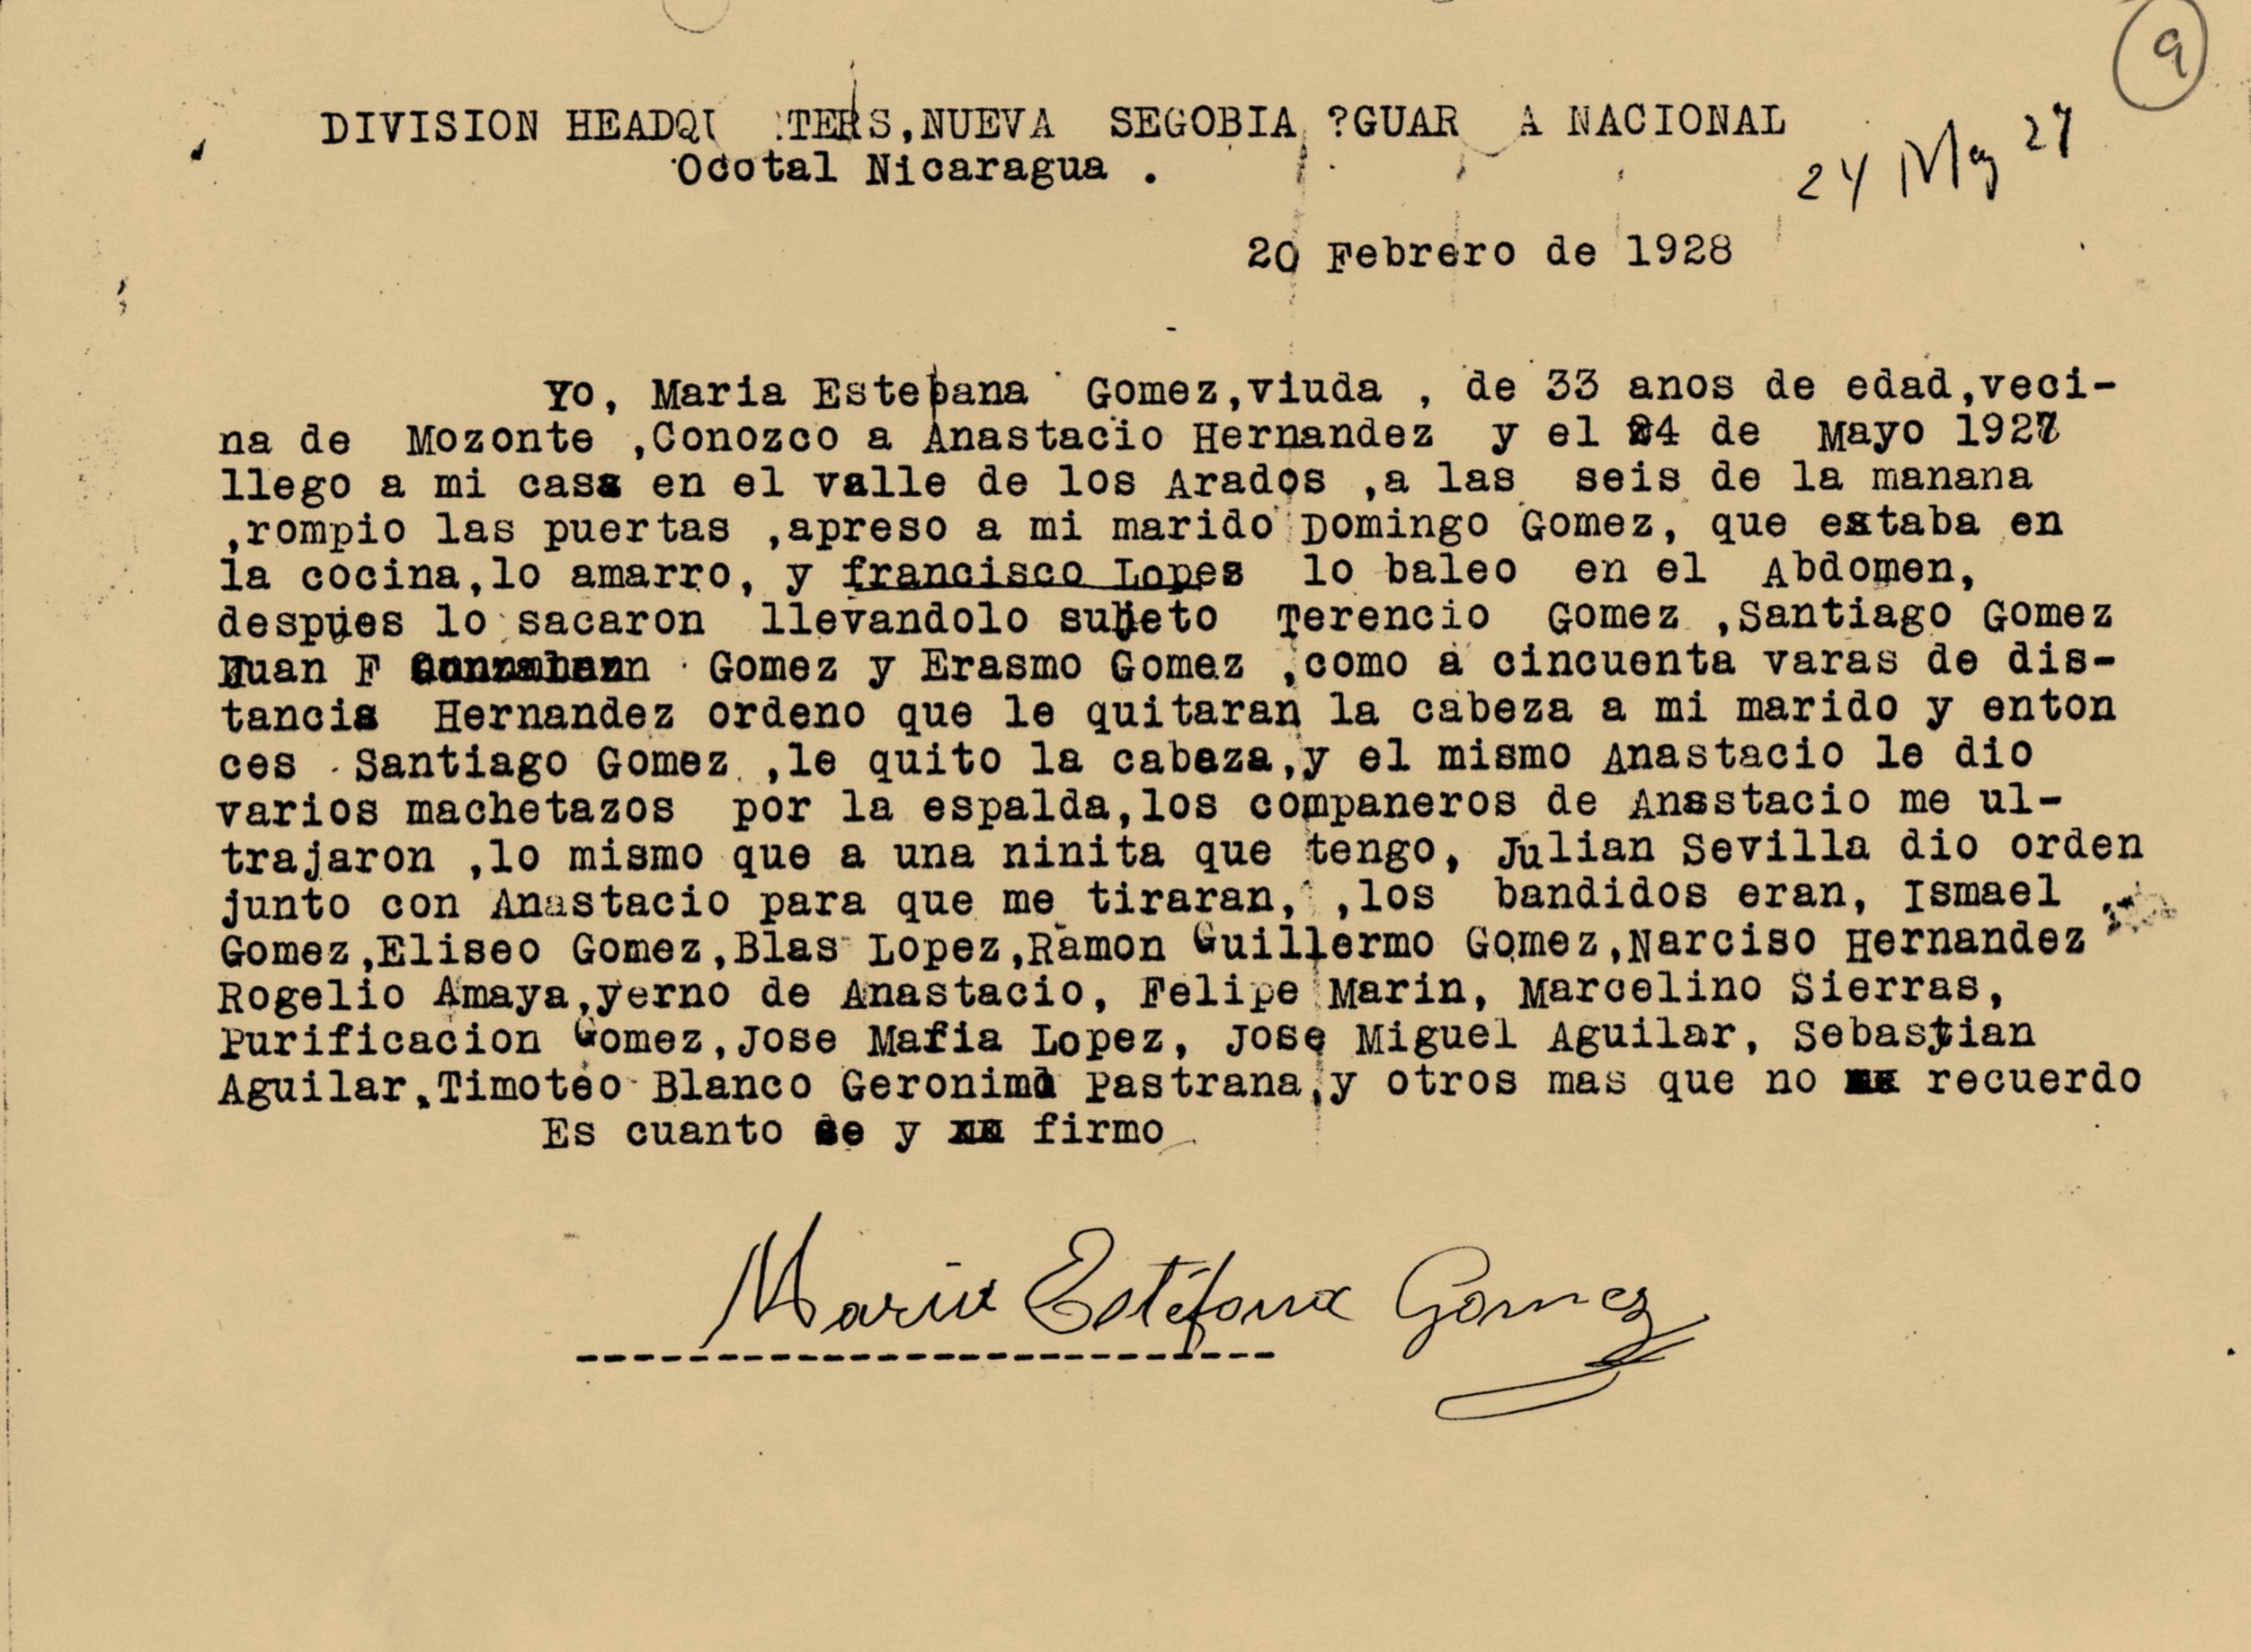 9
DIVISION HEADQU TERS,NUEVA SEGOBIA ?GUAR A NACIONAL
Ocotal Nicaragua .
24 May 27
20 Febrero de 1928
Yo, Maria Estebana Gomez,viuda , de 33 anos de edad,veci-
na de Mozonte ,Conozco a Anastacio Hernandez y el 24 de Mayo 1927
llego a mi casa en el valle de los Arados ,a las seis de la manana
,rompio las puertas ,apreso a mi marido Domingo Gomez, que estaba en
la cocina,lo amarro, y francisco Lopes lo baleo en el Abdomen,
despues lo sacaron llevandolo sujeto Terencio Gomez ,Santiago Gomez
Juan F Gomez y Erasmo Gomez ,como a cincuenta varas de dis-
tancia Hernandez ordeno que le quitaran la cabeza a mi marido y enton
ces Santiago Gomez ,le quito la cabeza,y el mismo Anastacio le dio
varios machetazos por la espalda,los companeros de Anastacio me ul-
trajaron ,lo mismo que a una ninita que tengo, Julian Sevilla dio orden
junto con Anastacio para que me tiraran, ,los bandidos eran, Ismael
Gomez,Eliseo Gomez,Blas Lopez,Ramon Guillermo Gomez,Narciso Hernandez
Rogelio Amaya,yerno de Anastacio, Felipe Marin, Marcelino Sierras,
Purificacion Gomez,Jose Maria Lopez, Jose Miguel Aguilar, Sebastian
Aguilar,Timoteo Blanco Geronimo Pastrana,y otros mas que no recuerdo
Es cuanto se y firmo
Maria Estéfana Gomez